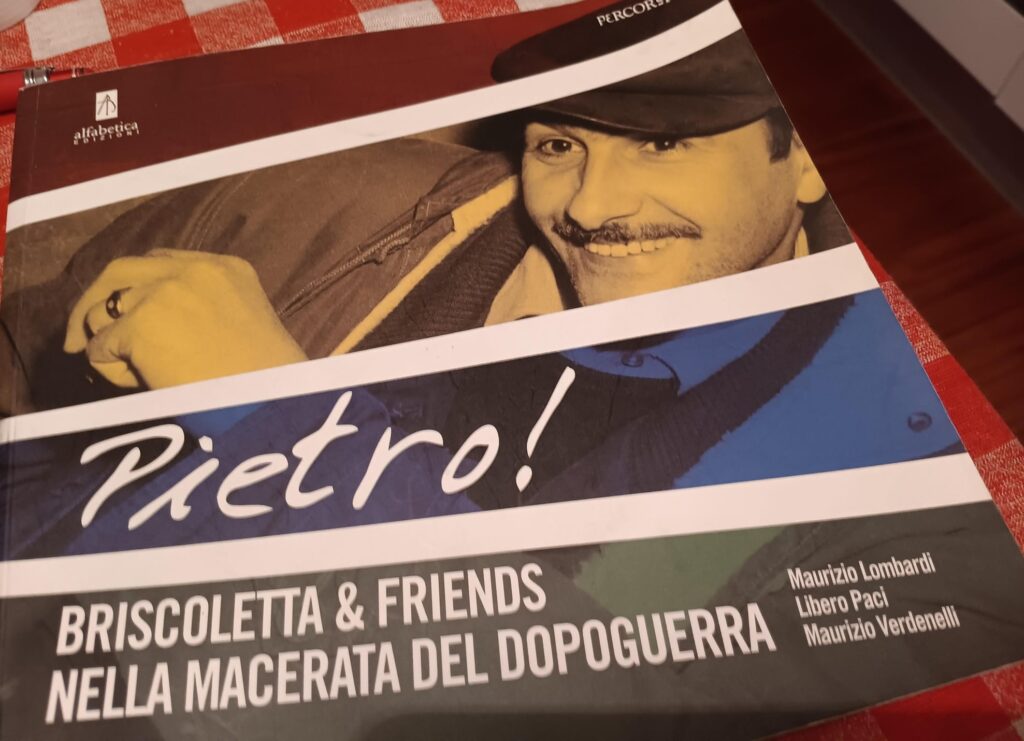 PERCORSI
alfabetica
EDIZIONI
Pietro!
BRISCOLETTA & FRIENDS
NELLA MACERATA DEL DOPOGUERRA
Maurizio Lombardi
Libero Paci
Maurizio Verdenelli